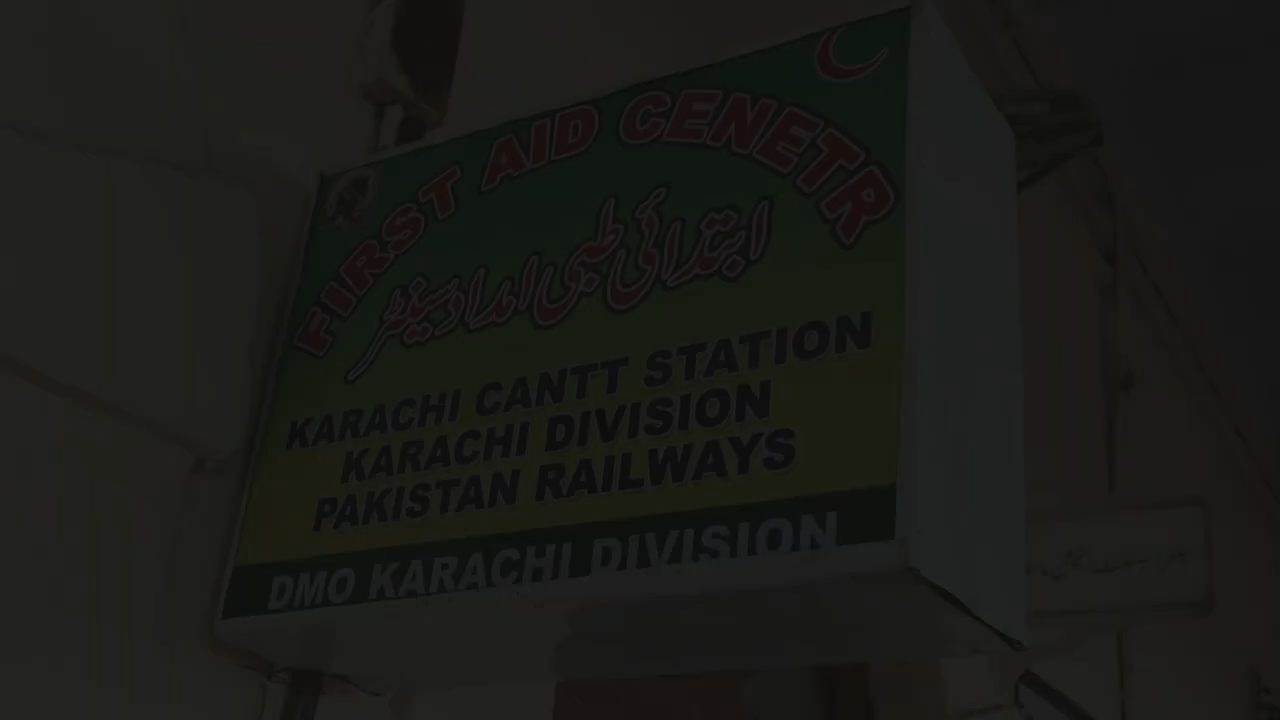 FIRST AID CENETR
ابتدائی طبی امداد سینٹر
KARACHI CANTT STATION
KARACHI DIVISION
PAKISTAN RAILWAYS
DMO KARACHI DIVISION